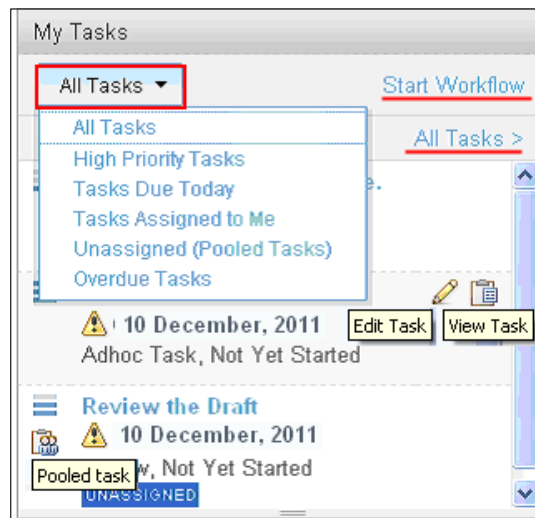 My Tasks
All Tasks
Start Workflow
All Tasks
All Tasks >
High Priority Tasks
Tasks Due Today
Tasks Assigned to Me
Unassigned (Pooled Tasks)
Overdue Tasks
10 December, 2011
Edit Task
View Task
Adhoc Task, Not Yet Started
Review the Draft
10 December, 2011
Pooled task
Not Yet Started
UNASSIGNED